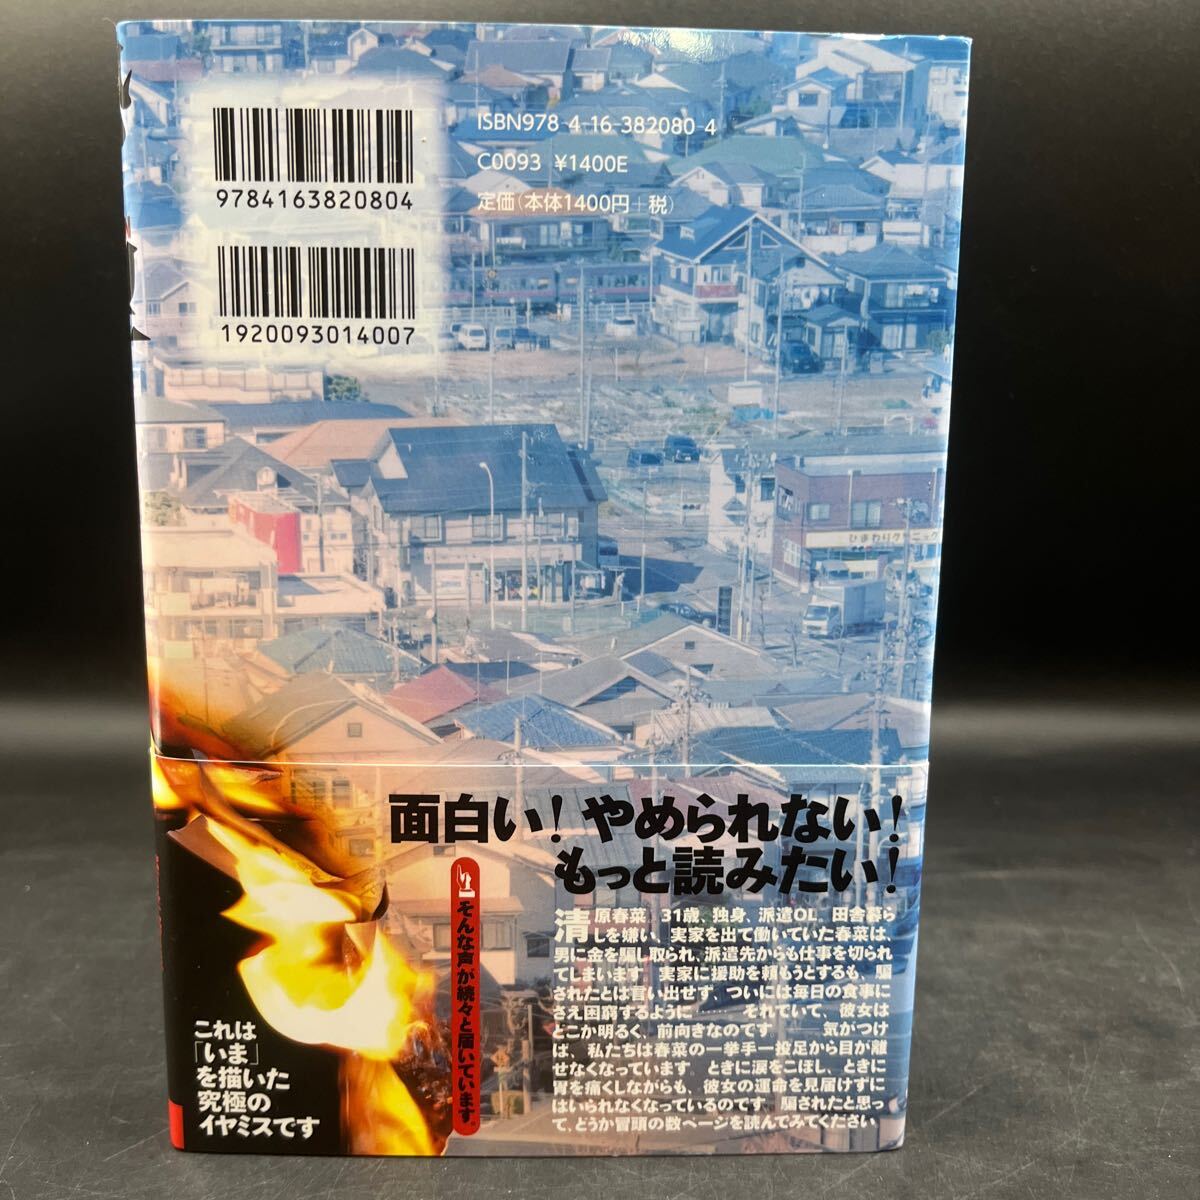 ISBN978-4-16-382080-4
C0093 ¥1400E
定価（本体1400円＋税）
9784163820804
1920093014007
ひまわりクリニック
面白い！やめられない！
もっと読みたい！
そんな声が続々と届いています。
清原春菜。31歳、独身、派遣OL。田舎暮ら
しを嫌い、実家を出て働いていた春菜は、
男に金を騙し取られ、派遣先からも仕事を切られ
てしまいます。実家に援助を頼もうとするも、騙
されたとは言い出せず、ついには毎日の食事に
さえ困窮するように……。それでいて、彼女は
どこか明るく、前向きなのです。　　気がつけ
ば、私たちは春菜の一挙手一投足から目が離
せなくなっています。ときに涙をこぼし、ときに
胃を痛くしながらも、彼女の運命を見届けずに
はいられなくなっているのです。騙されたと思っ
て、どうか冒頭の数ページを読んでみてください。
これは
「いま」
を描いた
究極の
イヤミスです